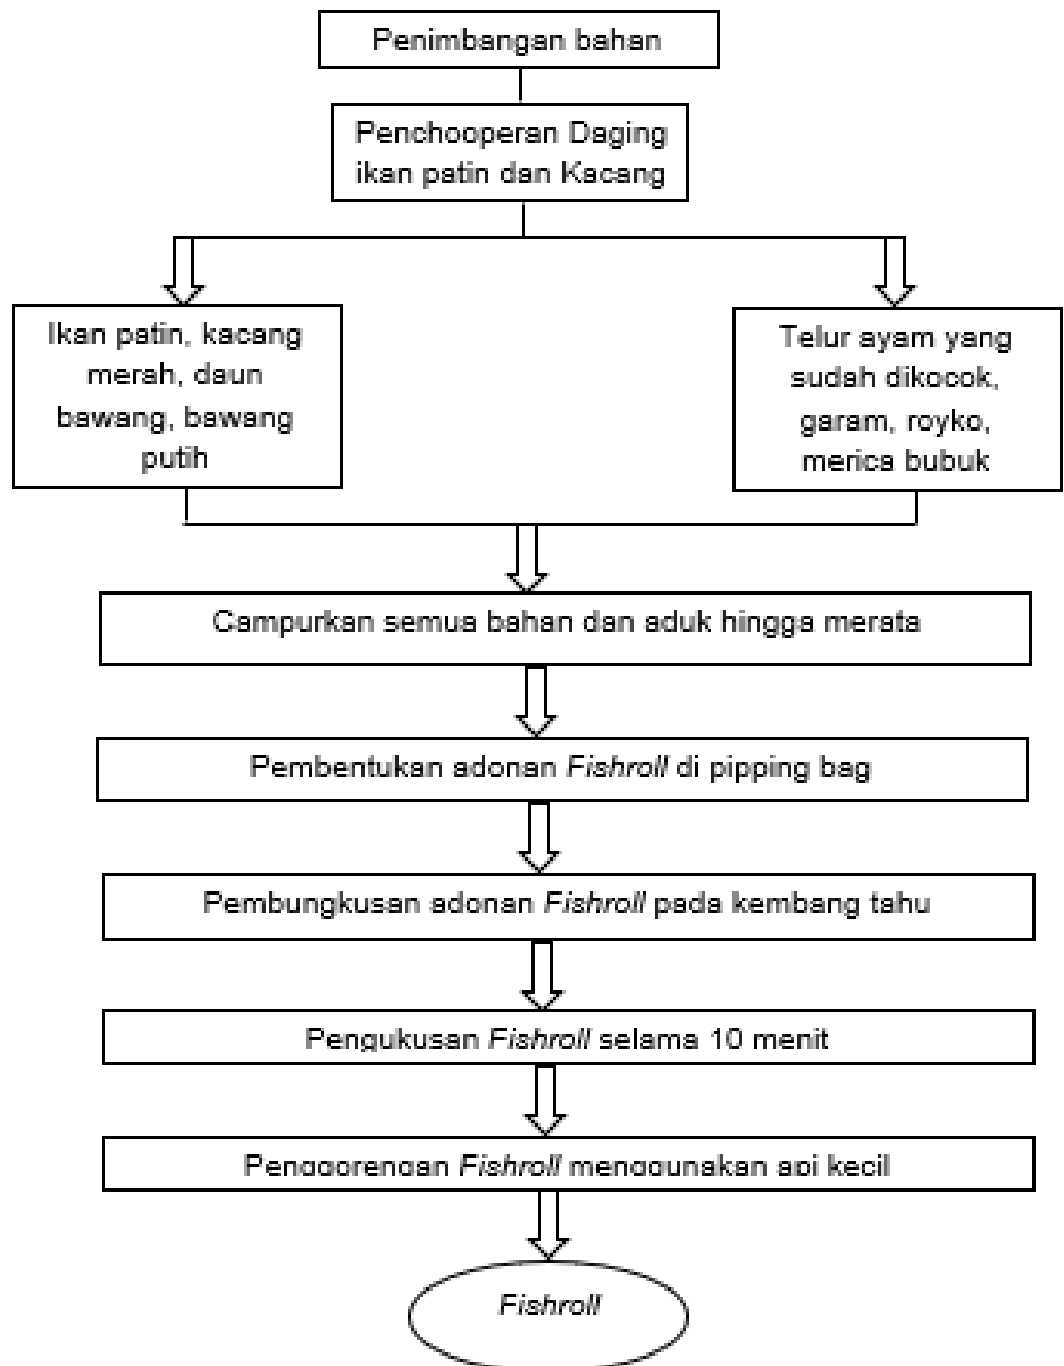 Penimbangan bahan
Penchooperan Daging
ikan patin dan Kacang
Ikan patin, kacang
merah, daun
bawang, bawang
putih
Telur ayam yang
sudah dikocok,
garam, royko,
merica bubuk
Campurkan semua bahan dan aduk hingga merata
Pembentukan adonan Fishroll di pipping bag
Pembungkusan adonan Fishroll pada kembang tahu
Pengukusan Fishroll selama 10 menit
Penggorengan Fishroll menggunakan api kecil
Fishroll